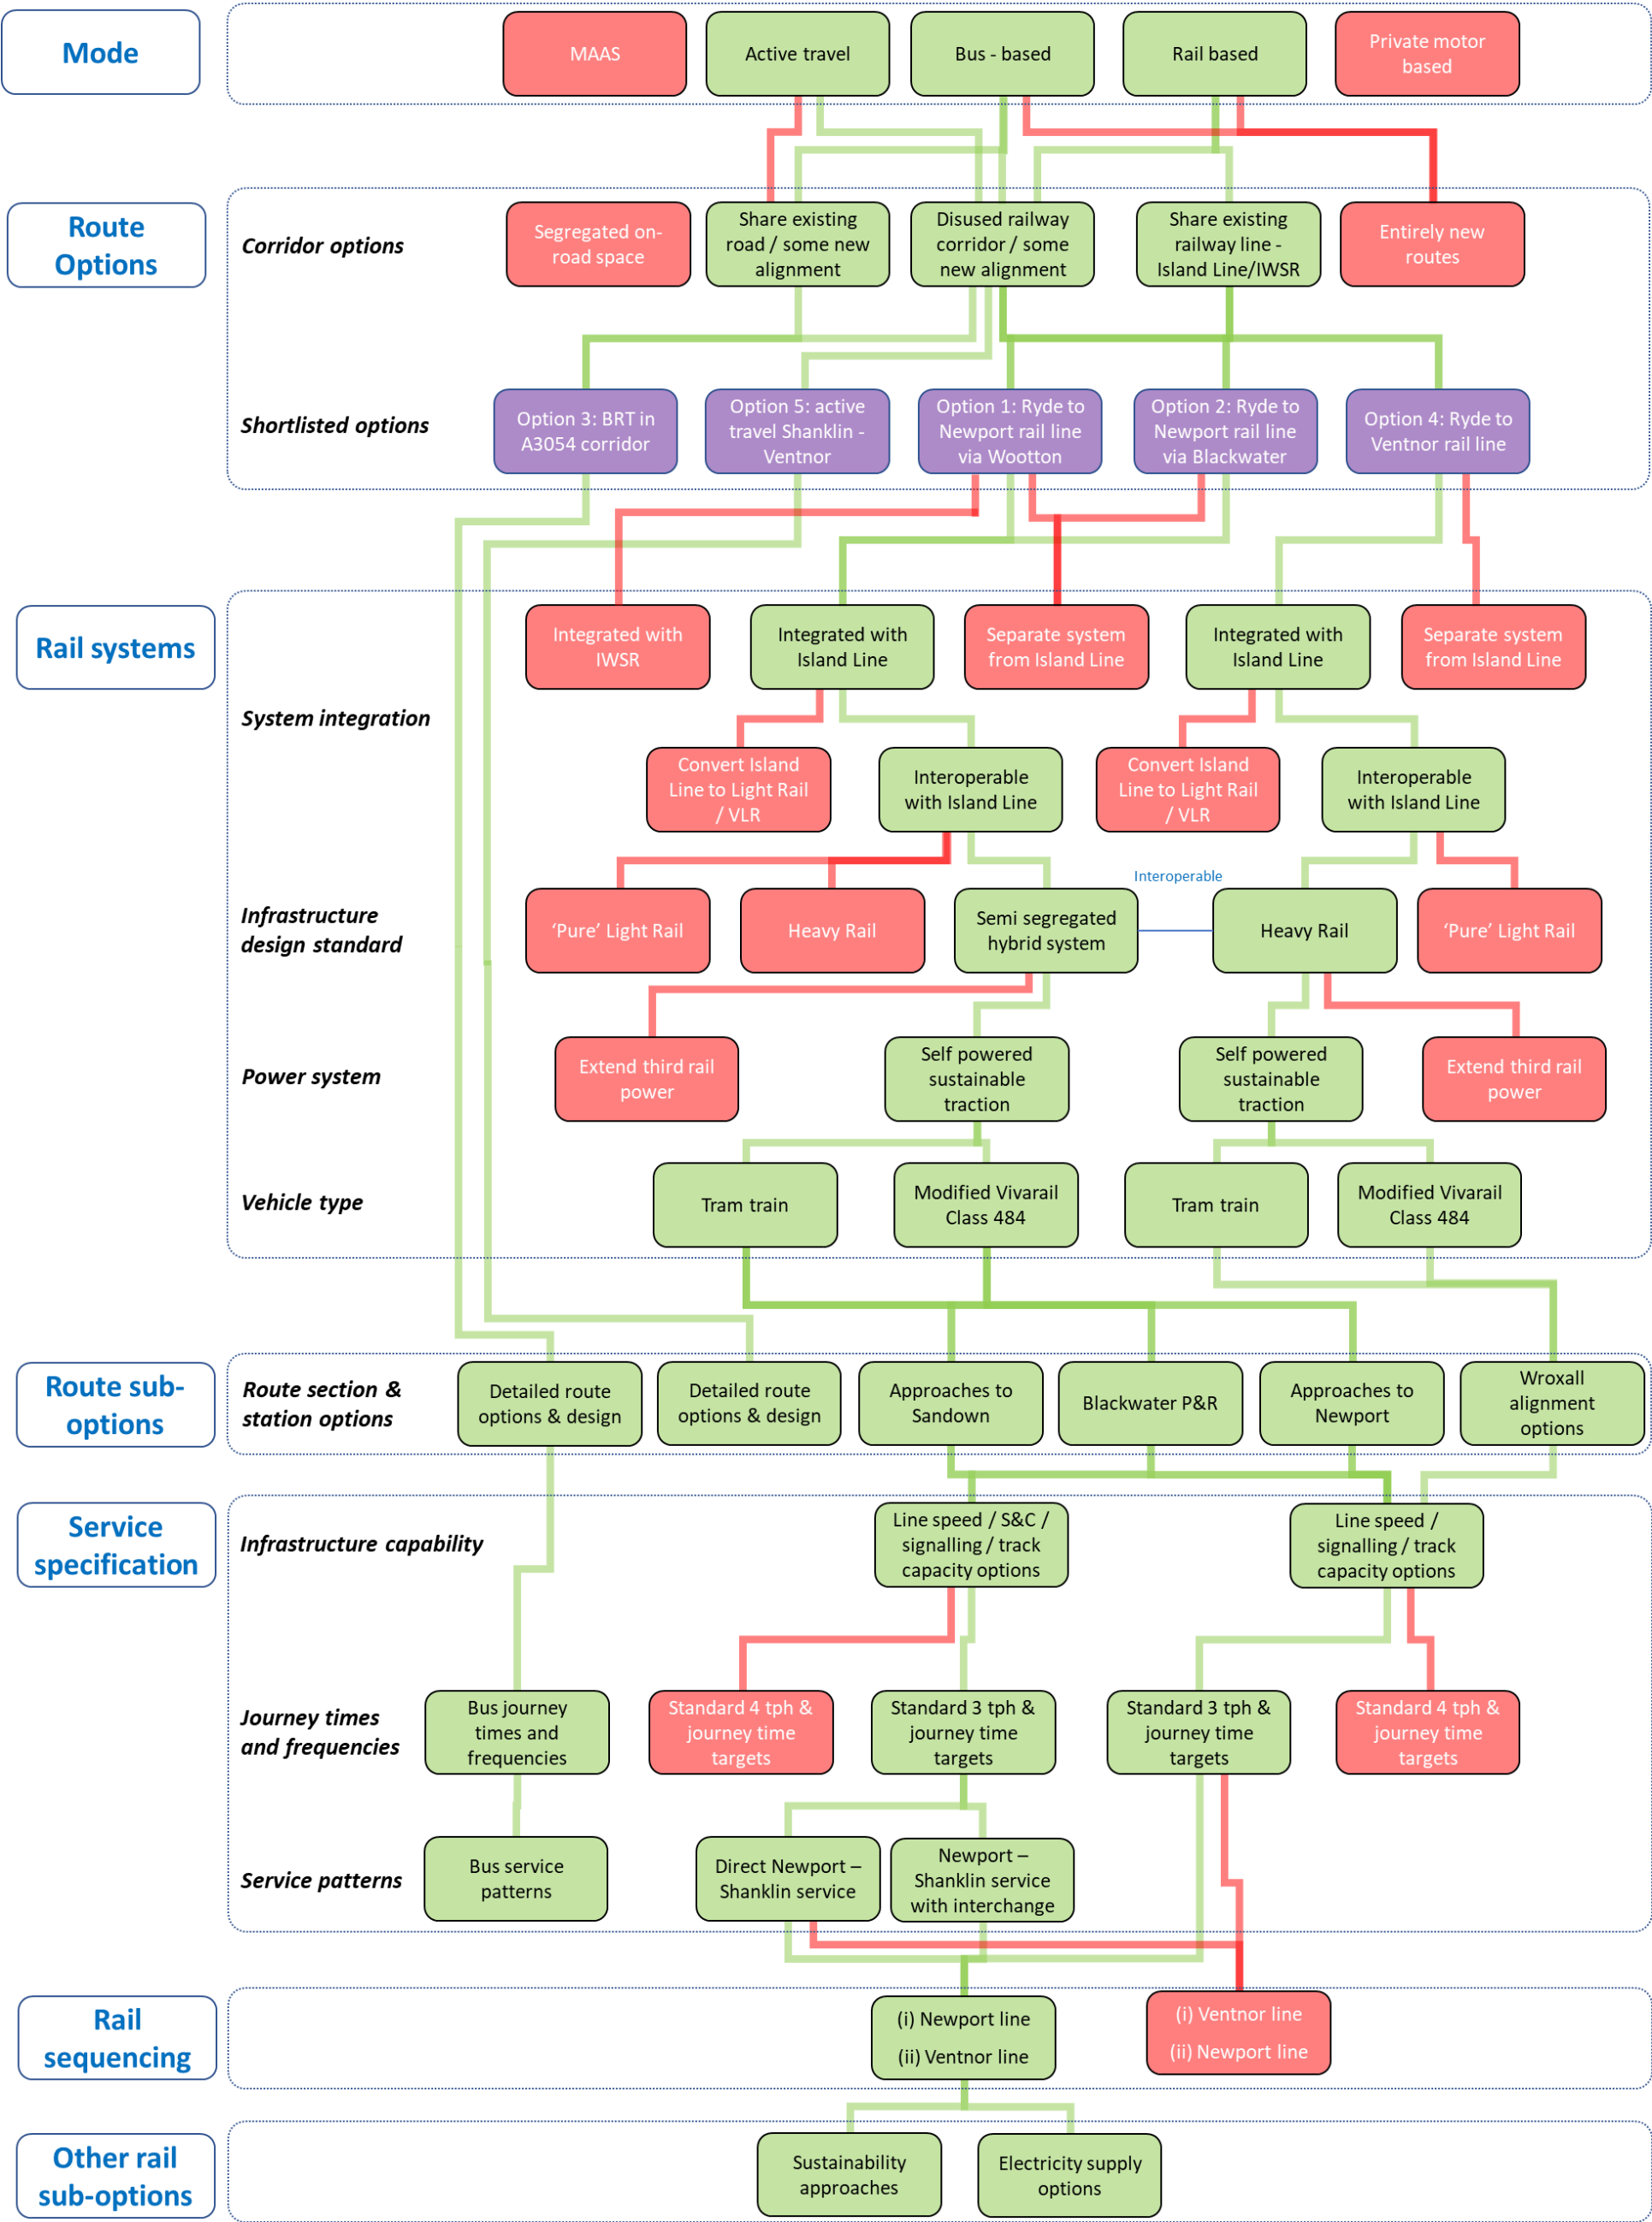 Mode
MAAS
Active travel
Bus - based
Rail based
Private motor
based
Route
Options
Corridor options
Segregated on-
road space
Share existing
road / some new
alignment
Disused railway
corridor / some
new alignment
Share existing
railway line -
Island Line/IWSR
Entirely new
routes
Shortlisted options
Option 3: BRT in
A3054 corridor
Option 5: active
travel Shanklin -
Ventnor
Option 1: Ryde to
Newport rail line
via Wootton
Option 2: Ryde to
Newport rail line
via Blackwater
Option 4: Ryde to
Ventnor rail line
Rail systems
Integrated with
IWSR
Integrated with
Island Line
Separate system
from Island Line
Integrated with
Island Line
Separate system
from Island Line
System integration
Convert Island
Line to Light Rail
/ VLR
Interoperable
with Island Line
Convert Island
Line to Light Rail
/ VLR
Interoperable
with Island Line
Infrastructure
design standard
‘Pure’ Light Rail
Heavy Rail
Semi segregated
hybrid system
Interoperable
Heavy Rail
‘Pure’ Light Rail
Power system
Extend third rail
power
Self powered
sustainable
traction
Self powered
sustainable
traction
Extend third rail
power
Vehicle type
Tram train
Modified Vivarail
Class 484
Tram train
Modified Vivarail
Class 484
Route sub-
options
Route section &
station options
Detailed route
options & design
Detailed route
options & design
Approaches to
Sandown
Blackwater P&R
Approaches to
Newport
Wroxall
alignment
options
Service
specification
Infrastructure capability
Line speed / S&C /
signalling / track
capacity options
Line speed /
signalling / track
capacity options
Journey times
and frequencies
Bus journey
times and
frequencies
Standard 4 tph &
journey time
targets
Standard 3 tph &
journey time
targets
Standard 3 tph &
journey time
targets
Standard 4 tph &
journey time
targets
Service patterns
Bus service
patterns
Direct Newport –
Shanklin service
Newport –
Shanklin service
with interchange
Rail
sequencing
(i) Newport line
(ii) Ventnor line
(i) Ventnor line
(ii) Newport line
Other rail
sub-options
Sustainability
approaches
Electricity supply
options